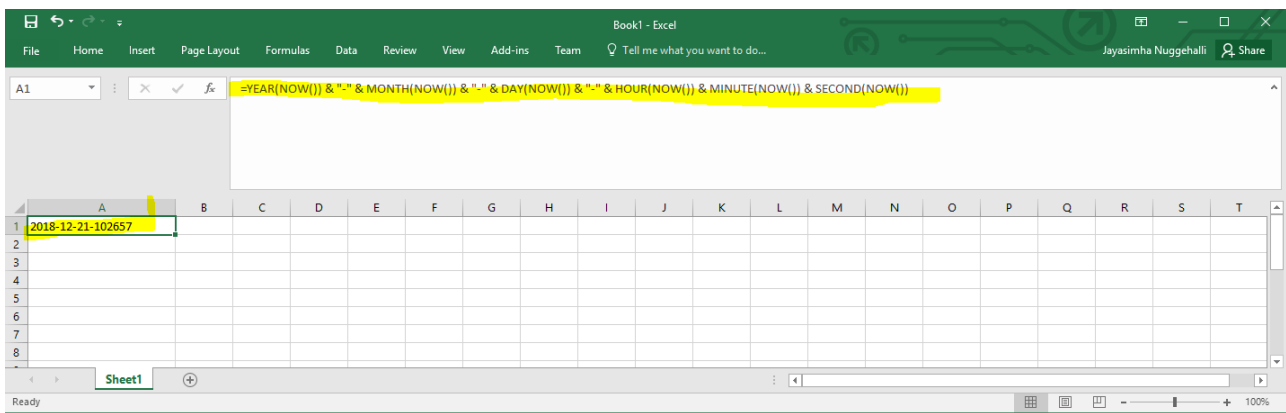 Book1 - Excel
File Home Insert Page Layout Formulas Data Review View Add-ins Team Tell me what you want to do... Jayasimha Nuggehalli Share
A1 fx =YEAR(NOW()) & "-" & MONTH(NOW()) & "-" & DAY(NOW()) & "-" & HOUR(NOW()) & MINUTE(NOW()) & SECOND(NOW())
A B C D E F G H I J K L M N O P Q R S T
1 2018-12-21-102657
2
3
4
5
6
7
8
Sheet1
Ready 100%